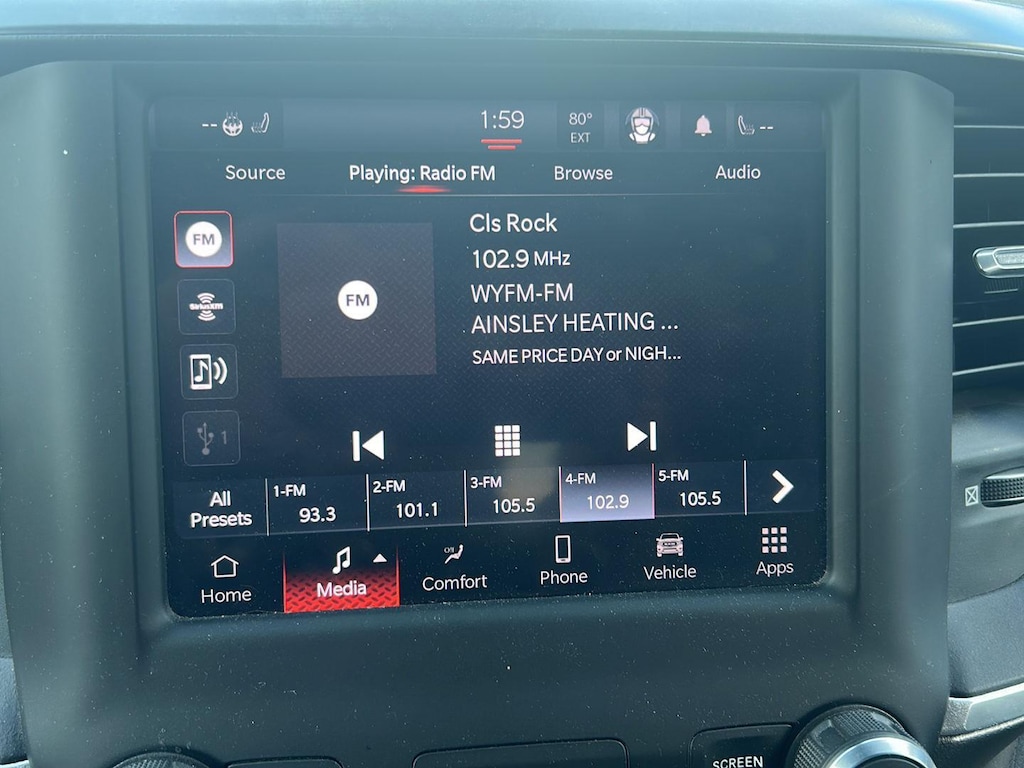 -- 1:59 80° EXT --
Source Playing: Radio FM Browse Audio
FM
SiriusXM
1
FM
Cls Rock
102.9 MHz
WYFM-FM
AINSLEY HEATING ...
SAME PRICE DAY or NIGH...
All Presets
1-FM 93.3
2-FM 101.1
3-FM 105.5
4-FM 102.9
5-FM 105.5
Home Media Comfort Phone Vehicle Apps
SCREEN